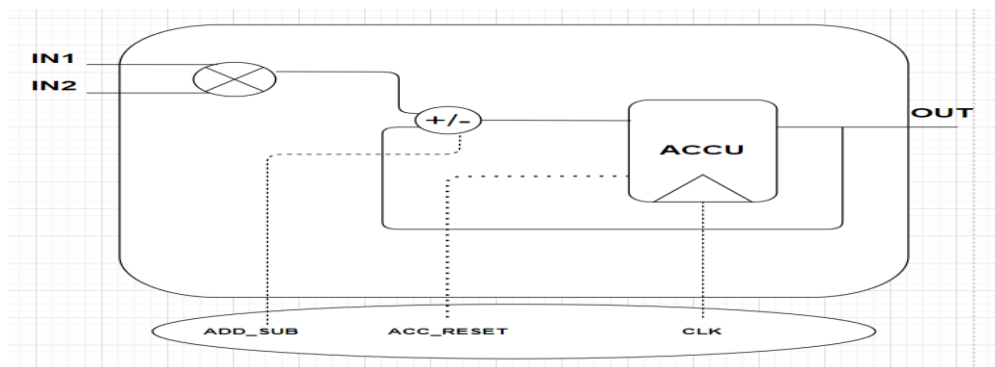 IN1
IN2
+/-
ACCU
OUT
ADD_SUB
ACC_RESET
CLK